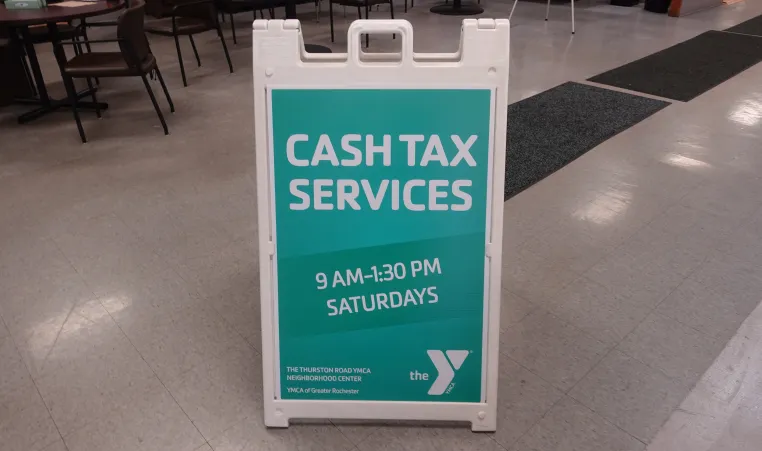 CASH TAX
SERVICES
9 AM-1:30 PM
SATURDAYS
THE THURSTON ROAD YMCA
NEIGHBORHOOD CENTER
YMCA of Greater Rochester
the Y
YMCA